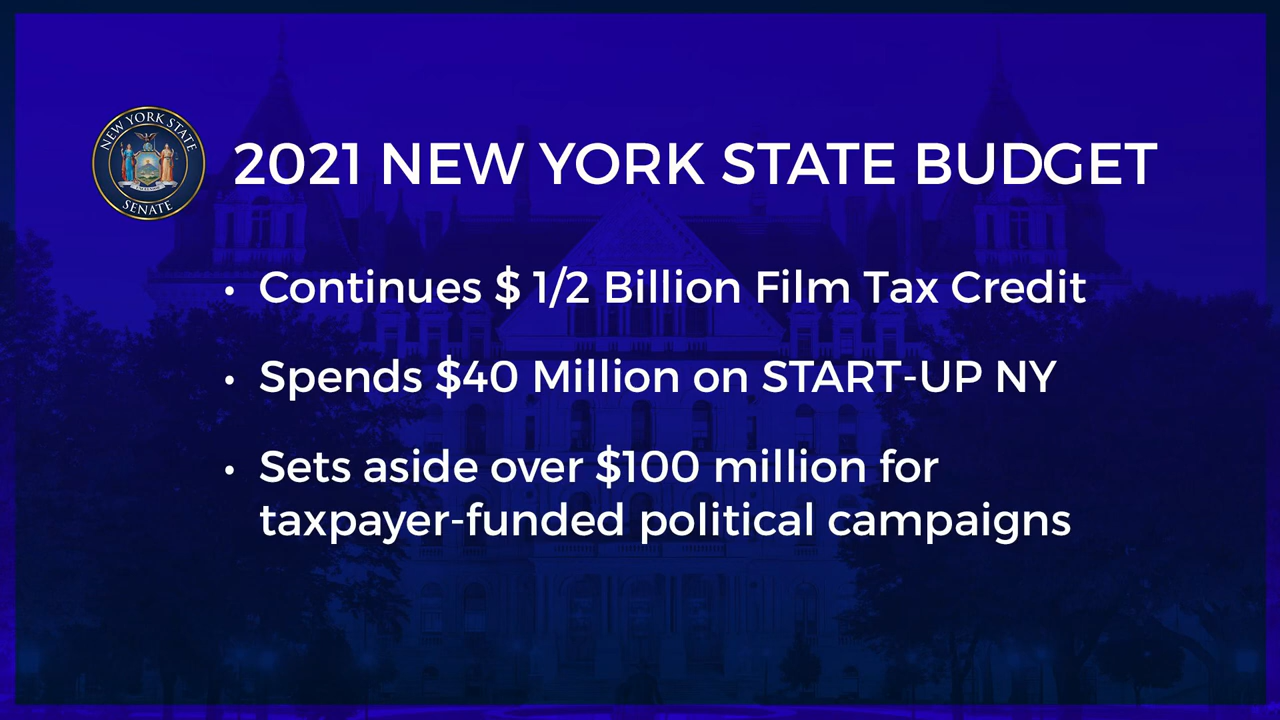 NEW YORK STATE
SENATE
2021 NEW YORK STATE BUDGET
• Continues $ 1/2 Billion Film Tax Credit
• Spends $40 Million on START-UP NY
• Sets aside over $100 million for
taxpayer-funded political campaigns